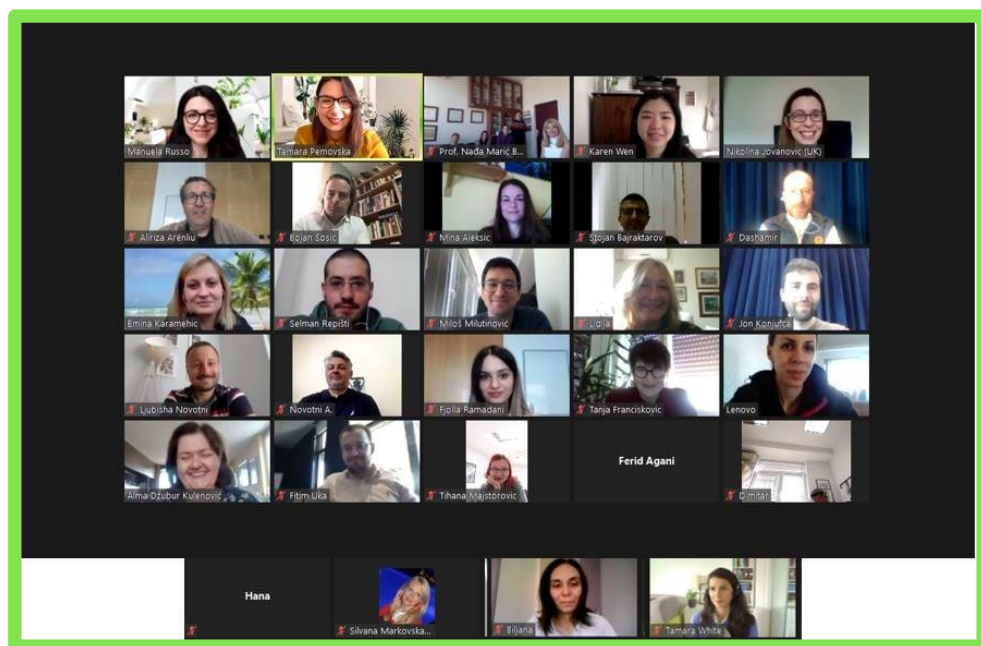 Manuela Russo
Tamara Pemovska
Prof. Nađa Marić B...
Karen Wen
Nikolina Jovanović (UK)
Aliriza Arënliu
Bojan Šošić
Mina Aleksic
Stojan Bajraktarov
Dashamir
Emina Karamehic
Selman Repišti
Miloš Milutinović
Lidija
Jon Konjufca
Ljubisha Novotni
Novotni A.
Fjolla Ramadani
Tanja Franciskovic
Lenovo
Alma Džubur Kulenović
Fitim Uka
Tihana Majstorovic
Ferid Agani
Dimitar
Hana
Silvana Markovska...
Biljana
Tamara White